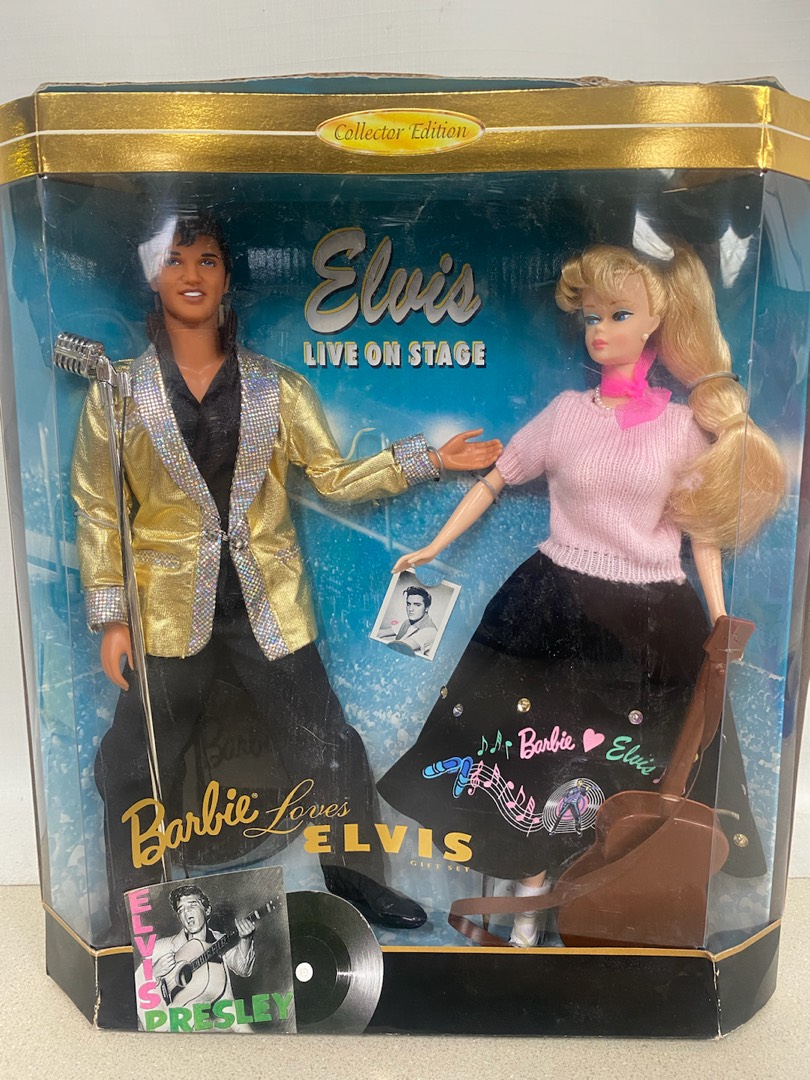 Collector Edition
Elvis
LIVE ON STAGE
Barbie ♥ Elvis
Barbie® Loves
ELVIS
GIFT SET
ELVIS
PRESLEY